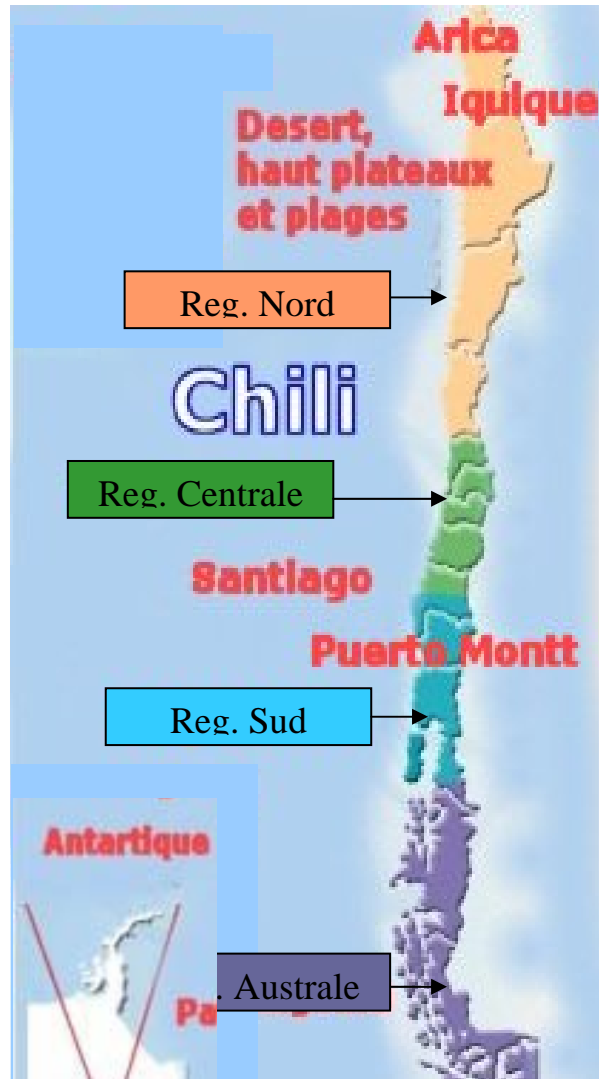 Arica
Iquique
Desert,
haut plateaux
et plages
Reg. Nord
Chili
Reg. Centrale
Santiago
Puerto Montt
Reg. Sud
Antartique
. Australe
Pa